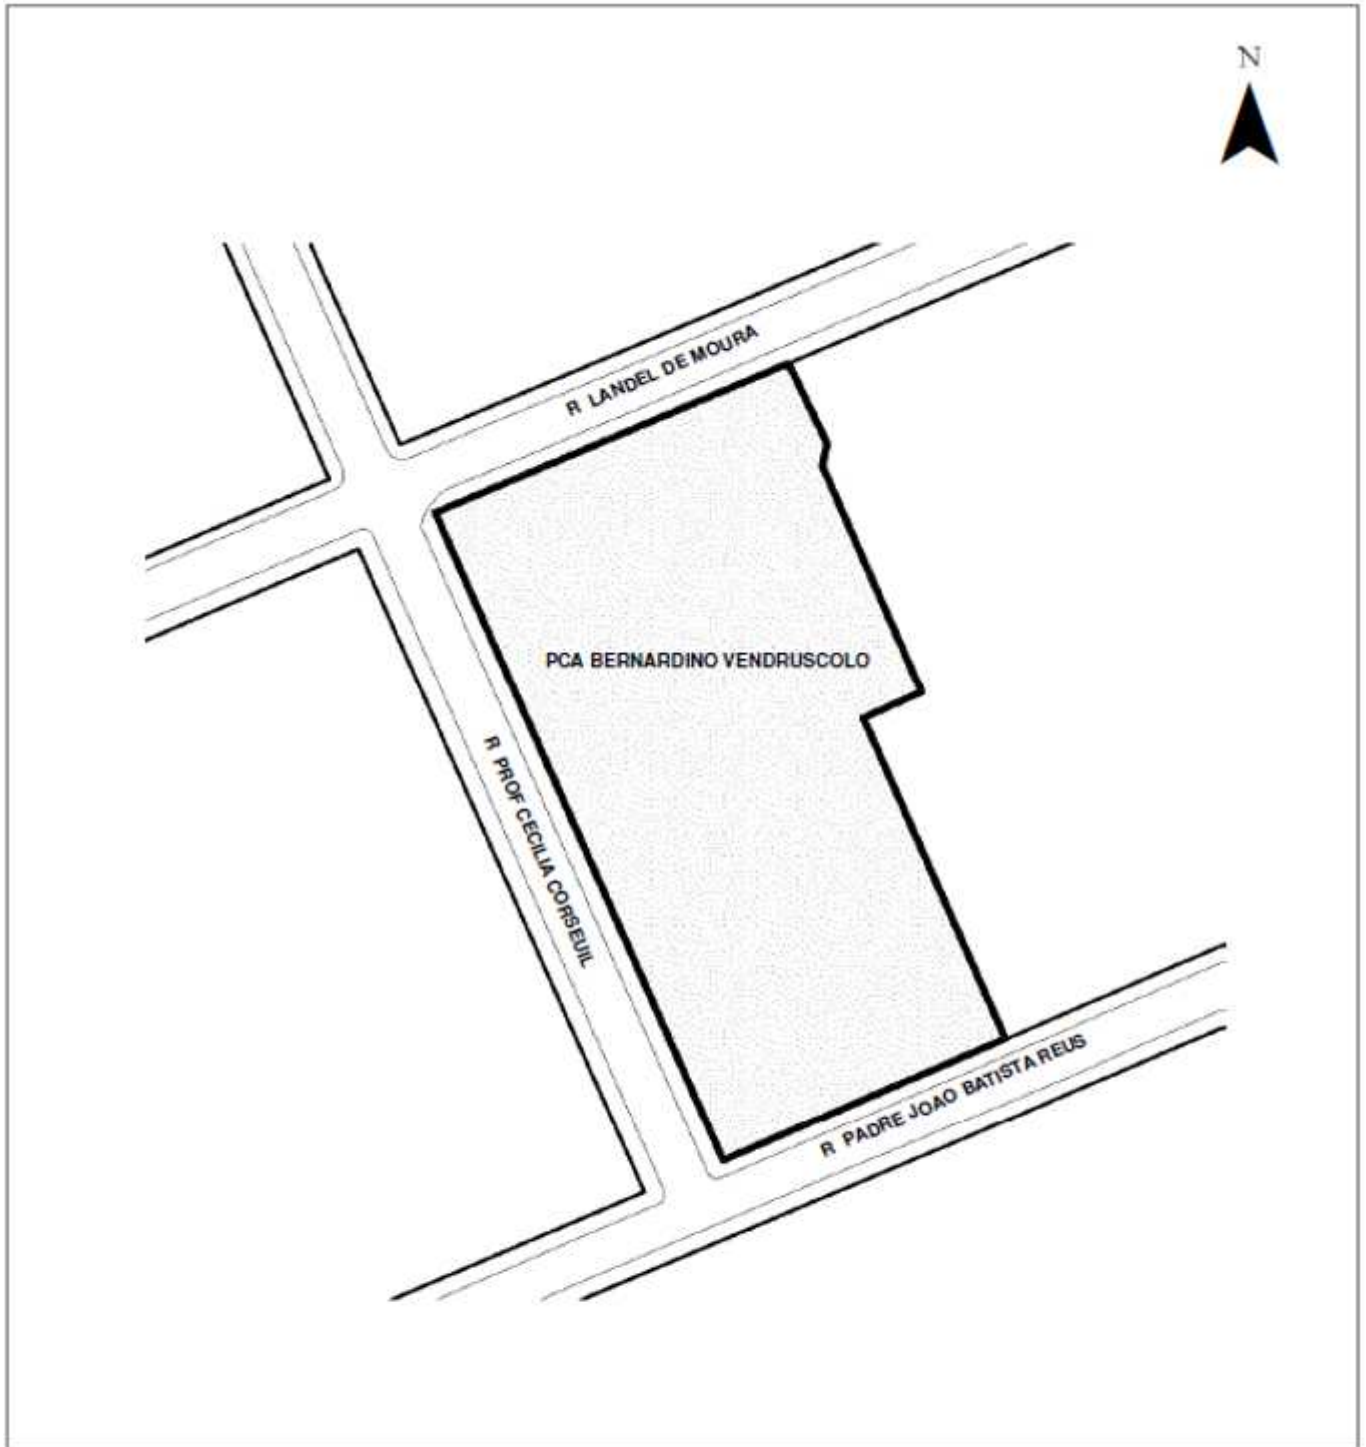 N
R LANDEL DE MOURA
PCA BERNARDINO VENDRUSCOLO
R PROF CECILIA CORSEUIL
R PADRE JOAO BATISTA REUS